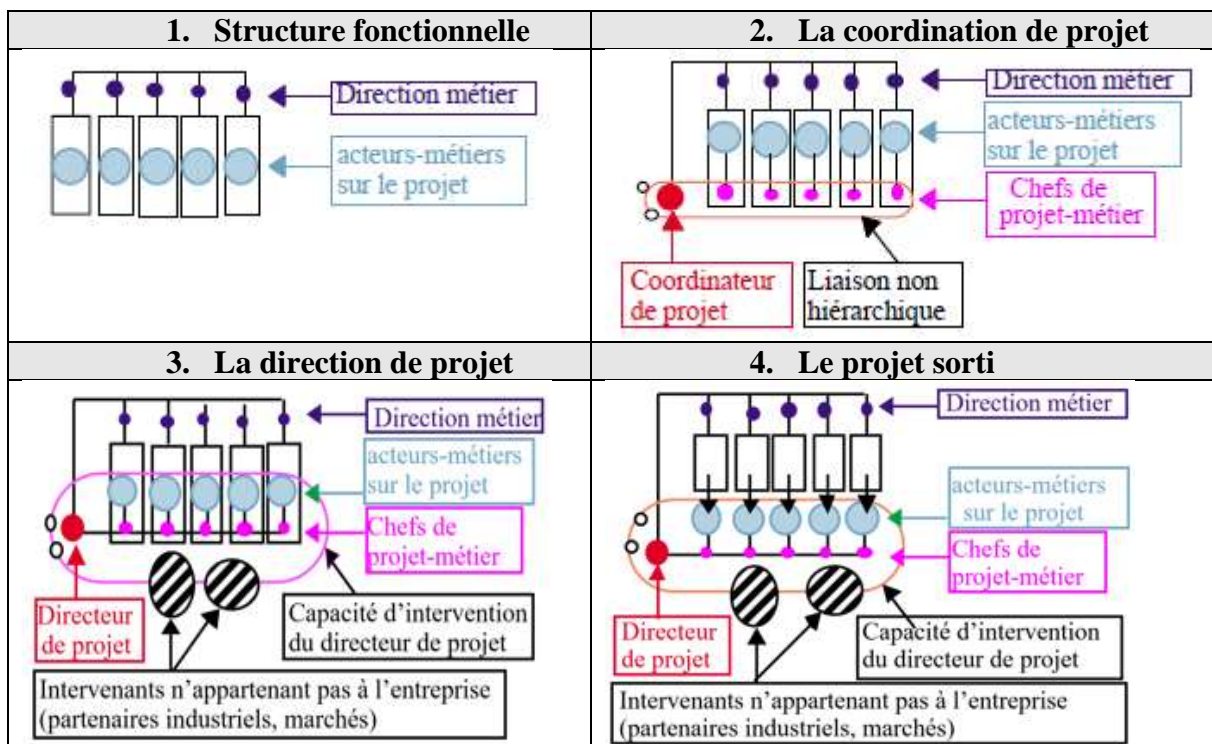 1. Structure fonctionnelle
Direction métier
acteurs-métiers
sur le projet
2. La coordination de projet
Direction métier
acteurs-métiers
sur le projet
Chefs de
projet-métier
Coordinateur
de projet
Liaison non
hiérarchique
3. La direction de projet
Direction métier
acteurs-métiers
sur le projet
Chefs de
projet-métier
Directeur
de projet
Capacité d'intervention
du directeur de projet
Intervenants n'appartenant pas à l'entreprise
(partenaires industriels, marchés)
4. Le projet sorti
Direction métier
acteurs-métiers
sur le projet
Chefs de
projet-métier
Directeur
de projet
Capacité d'intervention
du directeur de projet
Intervenants n'appartenant pas à l'entreprise
(partenaires industriels, marchés)